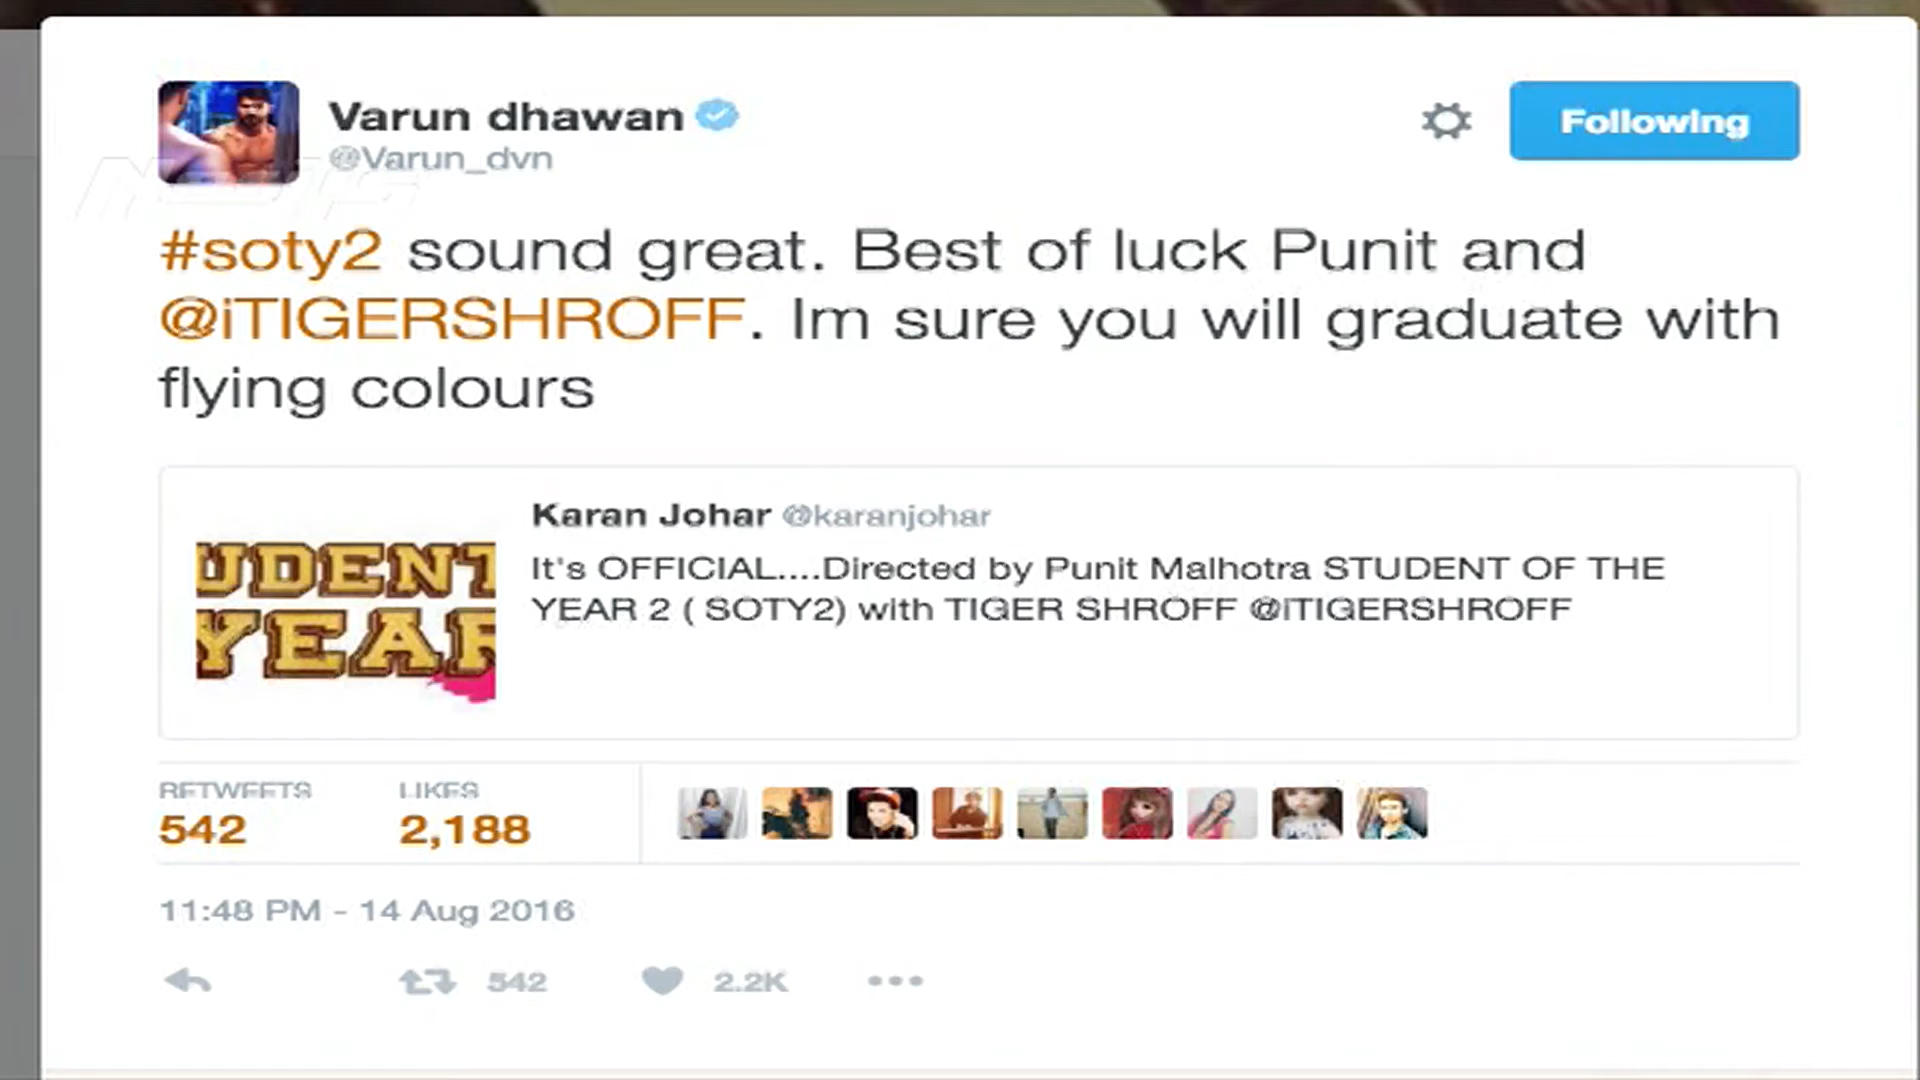 Varun dhawan
@Varun_dvn
Following
#soty2 sound great. Best of luck Punit and
@iTIGERSHROFF. Im sure you will graduate with
flying colours
UDENT
YEAR
Karan Johar @karanjohar
It's OFFICIAL....Directed by Punit Malhotra STUDENT OF THE
YEAR 2 ( SOTY2) with TIGER SHROFF @iTIGERSHROFF
RETWEETS LIKES
542 2,188
11:48 PM - 14 Aug 2016
542 2.2K